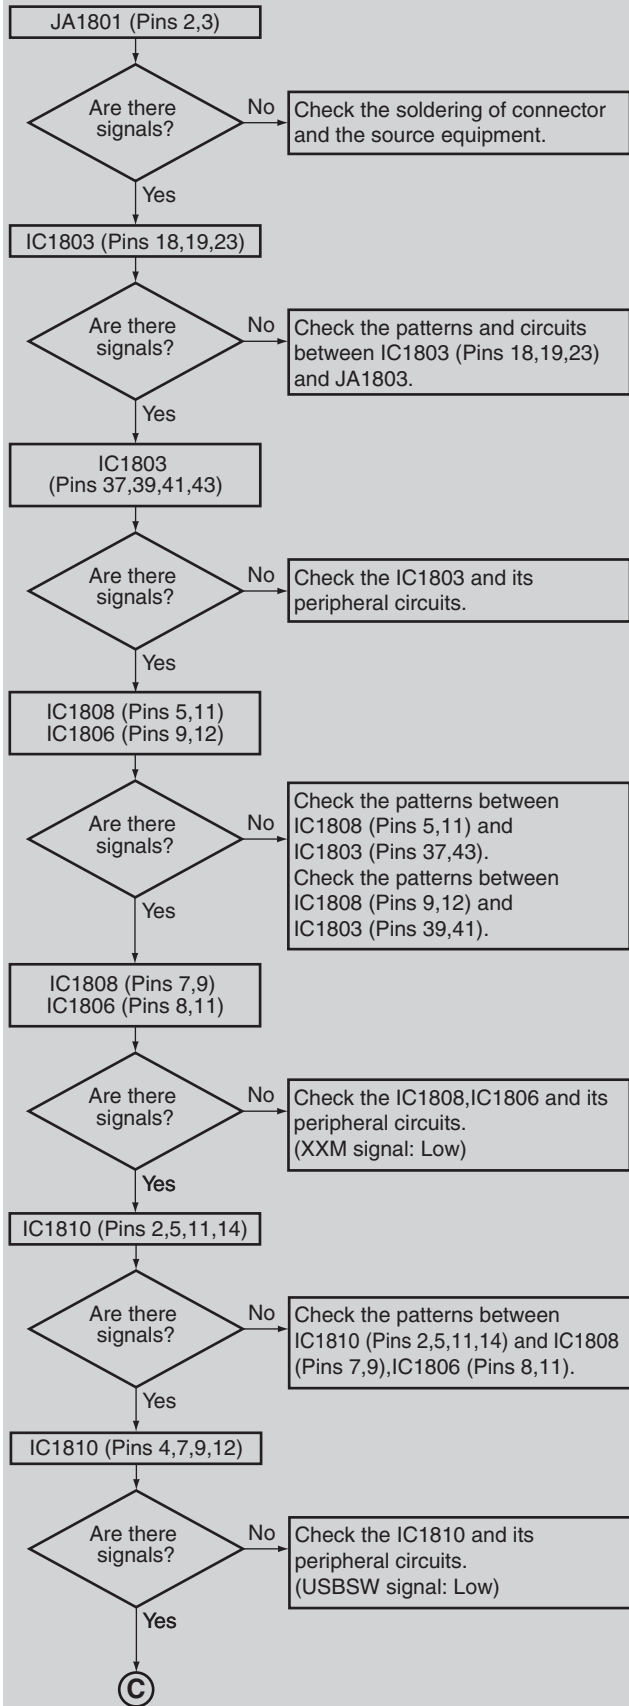 JA1801 (Pins 2,3)
Are there
signals?
No
Check the soldering of connector
and the source equipment.
Yes
IC1803 (Pins 18,19,23)
Are there
signals?
No
Check the patterns and circuits
between IC1803 (Pins 18,19,23)
and JA1803.
Yes
IC1803
(Pins 37,39,41,43)
Are there
signals?
No
Check the IC1803 and its
peripheral circuits.
Yes
IC1808 (Pins 5,11)
IC1806 (Pins 9,12)
Are there
signals?
No
Check the patterns between
IC1808 (Pins 5,11) and
IC1803 (Pins 37,43).
Check the patterns between
IC1808 (Pins 9,12) and
IC1803 (Pins 39,41).
Yes
IC1808 (Pins 7,9)
IC1806 (Pins 8,11)
Are there
signals?
No
Check the IC1808,IC1806 and its
peripheral circuits.
(XXM signal: Low)
Yes
IC1810 (Pins 2,5,11,14)
Are there
signals?
No
Check the patterns between
IC1810 (Pins 2,5,11,14) and IC1808
(Pins 7,9),IC1806 (Pins 8,11).
Yes
IC1810 (Pins 4,7,9,12)
Are there
signals?
No
Check the IC1810 and its
peripheral circuits.
(USBSW signal: Low)
Yes
C